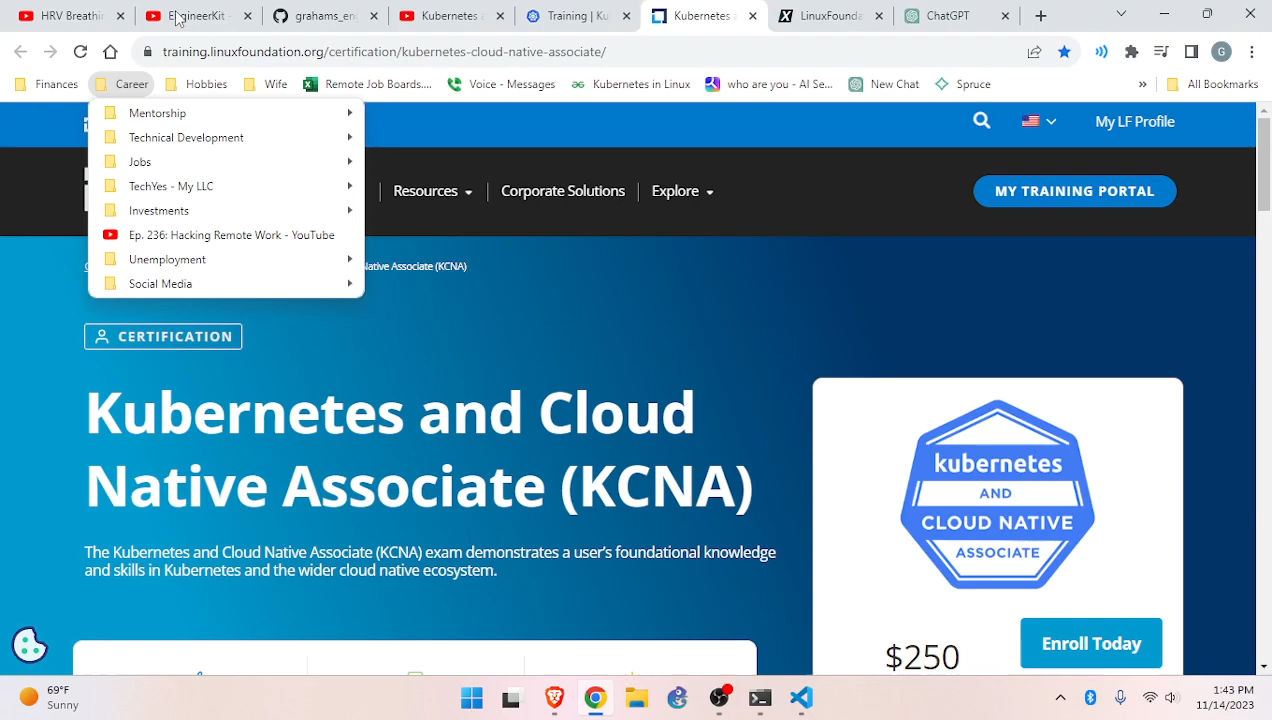 HRV Breathi
EngineerKit -
grahams_en
Kubernetes a
Training | Ku
Kubernetes a
LinuxFounda
ChatGPT
training.linuxfoundation.org/certification/kubernetes-cloud-native-associate/
G
Finances
Career
Hobbies
Wife
Remote Job Boards....
Voice - Messages
Kubernetes in Linux
who are you - AI Se...
New Chat
Spruce
»
All Bookmarks
Mentorship
Technical Development
Jobs
TechYes - My LLC
Investments
Ep. 236: Hacking Remote Work - YouTube
Unemployment
Social Media
My LF Profile
Resources
Corporate Solutions
Explore
MY TRAINING PORTAL
Native Associate (KCNA)
CERTIFICATION
Kubernetes and Cloud
Native Associate (KCNA)
The Kubernetes and Cloud Native Associate (KCNA) exam demonstrates a user's foundational knowledge
and skills in Kubernetes and the wider cloud native ecosystem.
kubernetes
AND
CLOUD NATIVE
ASSOCIATE
$250
Enroll Today
69°F
Sunny
1:43 PM
11/14/2023